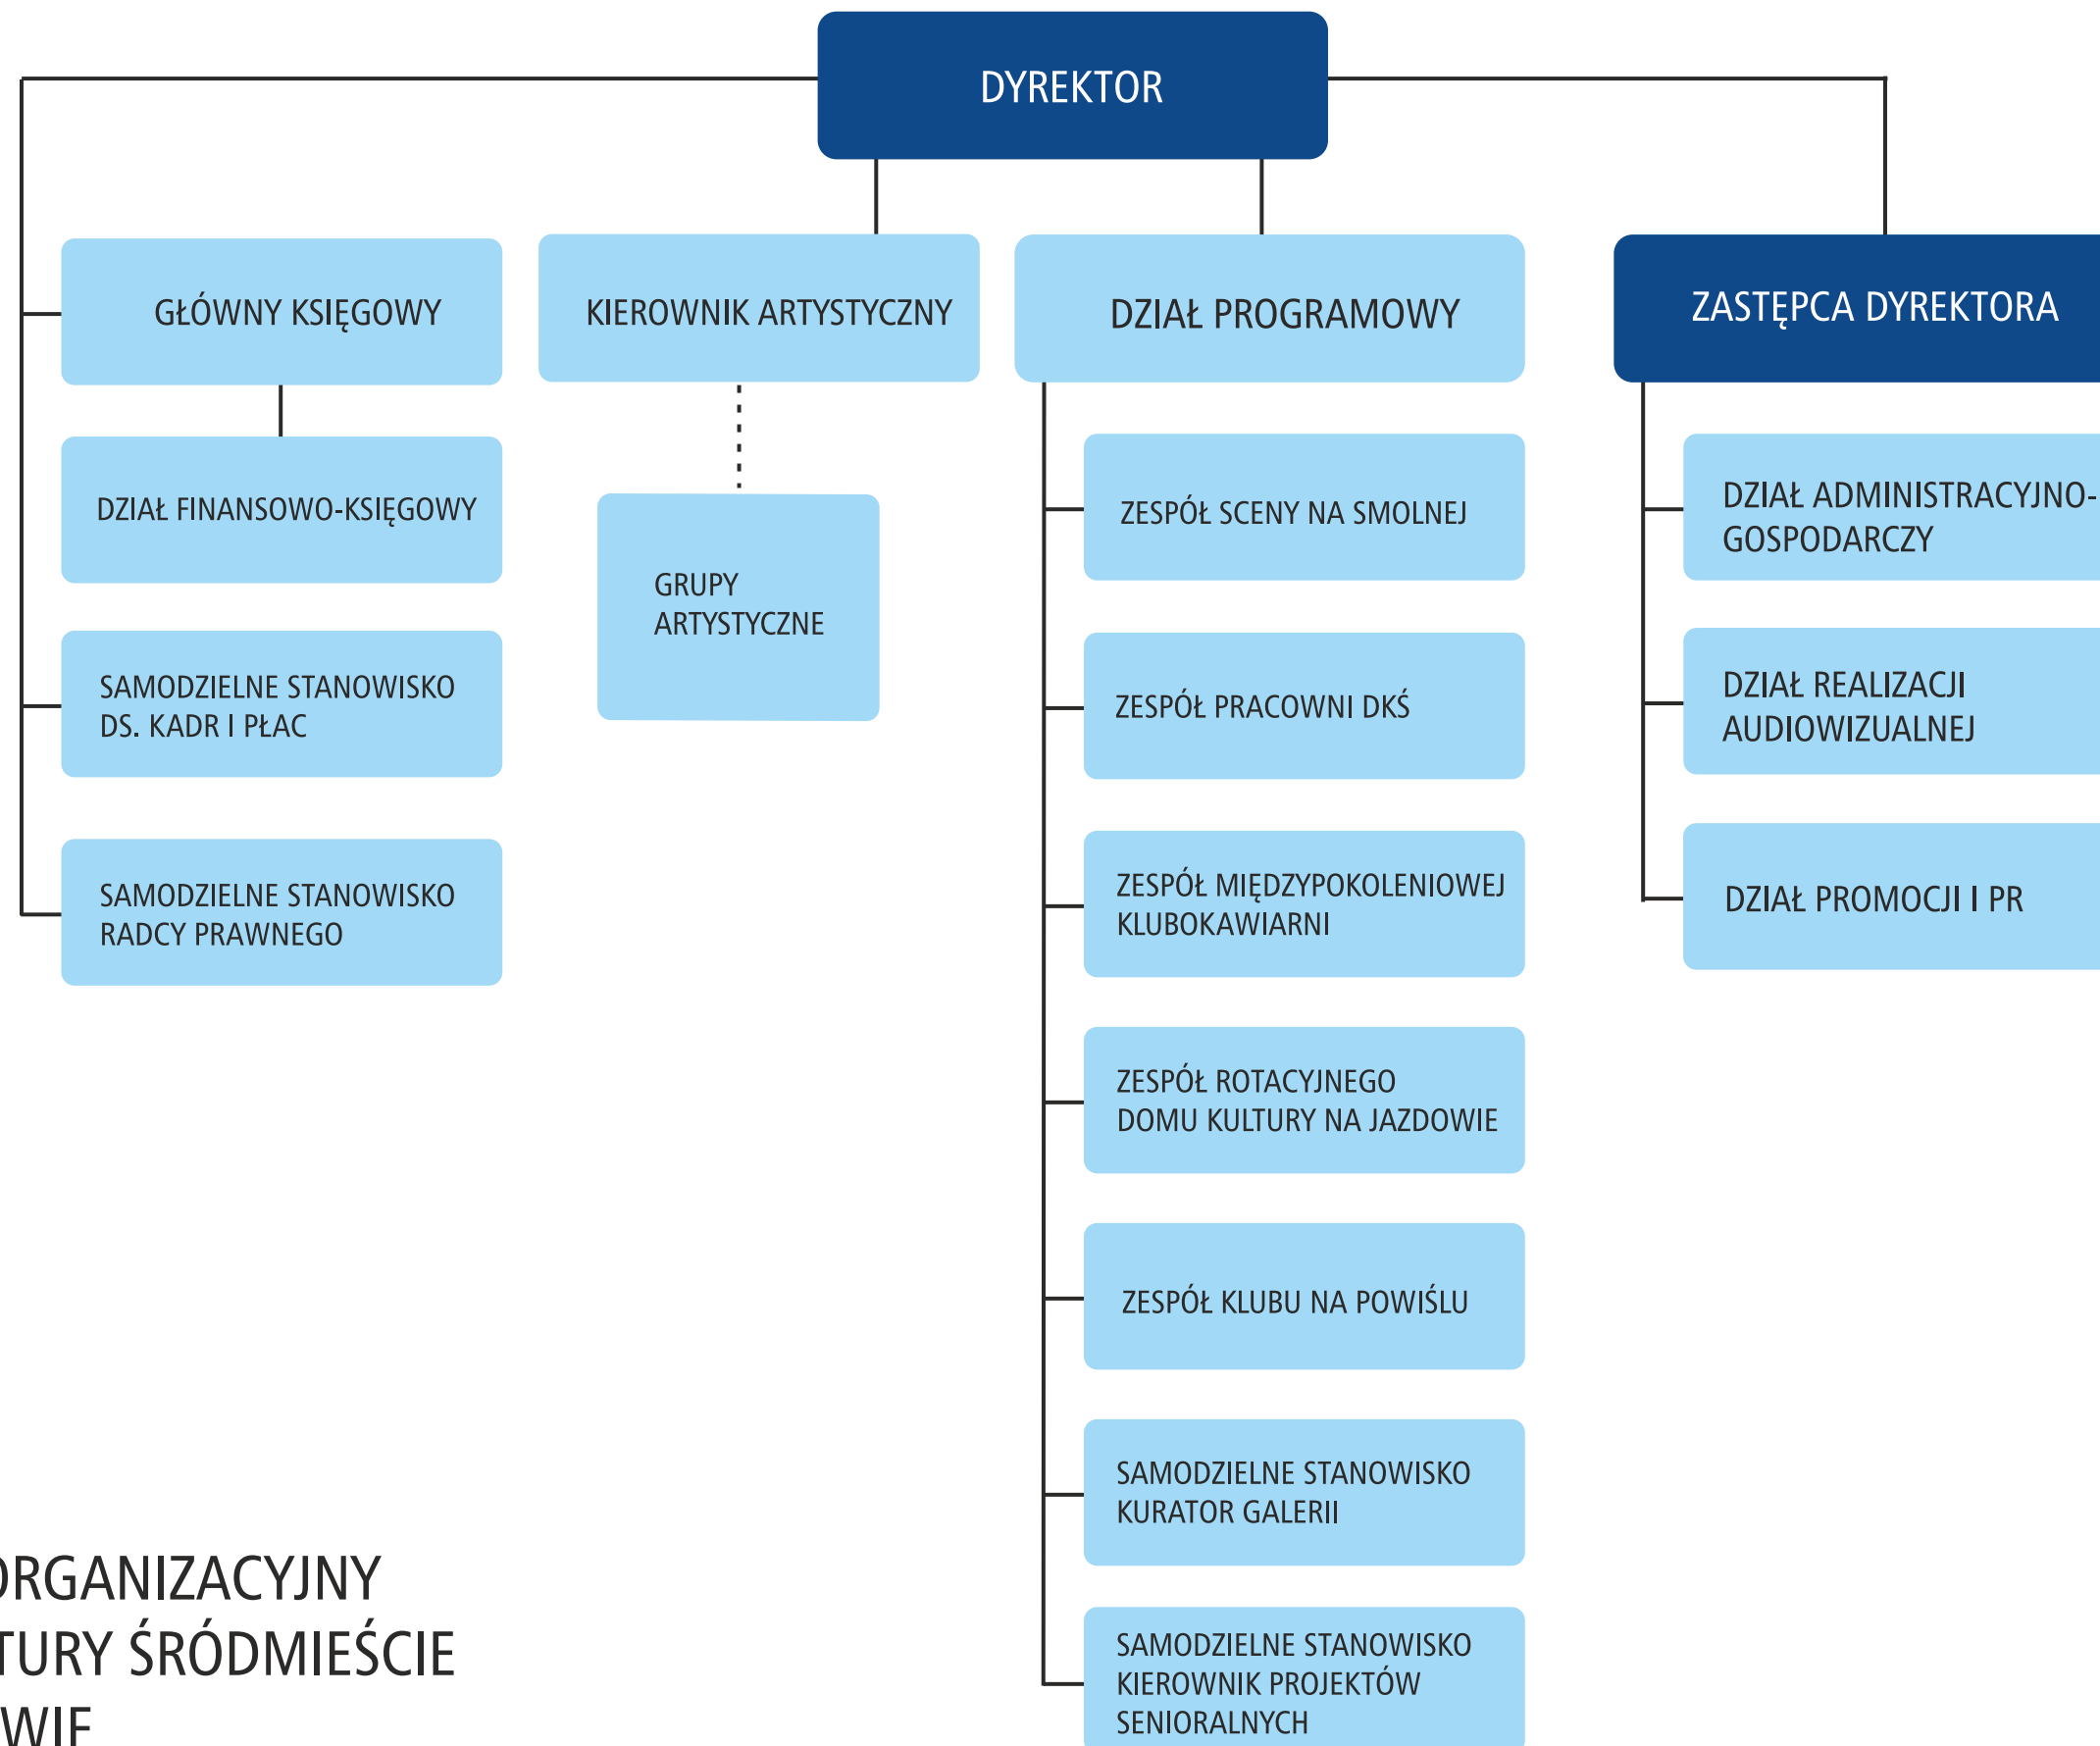 DYREKTOR
GŁÓWNY KSIĘGOWY
KIEROWNIK ARTYSTYCZNY
DZIAŁ PROGRAMOWY
ZASTĘPCA DYREKTORA
DZIAŁ FINANSOWO-KSIĘGOWY
SAMODZIELNE STANOWISKO
DS. KADR I PŁAC
SAMODZIELNE STANOWISKO
RADCY PRAWNEGO
GRUPY
ARTYSTYCZNE
ZESPÓŁ SCENY NA SMOLNEJ
ZESPÓŁ PRACOWNI DKŚ
ZESPÓŁ MIĘDZYPOKOLENIOWEJ
KLUBOKAWIARNI
ZESPÓŁ ROTACYJNEGO
DOMU KULTURY NA JAZDOWIE
ZESPÓŁ KLUBU NA POWIŚLU
SAMODZIELNE STANOWISKO
KURATOR GALERII
SAMODZIELNE STANOWISKO
KIEROWNIK PROJEKTÓW
SENIORALNYCH
DZIAŁ ADMINISTRACYJNO-
GOSPODARCZY
DZIAŁ REALIZACJI
AUDIOWIZUALNEJ
DZIAŁ PROMOCJI I PR
ORGANIZACYJNY
TURY ŚRÓDMIEŚCIE